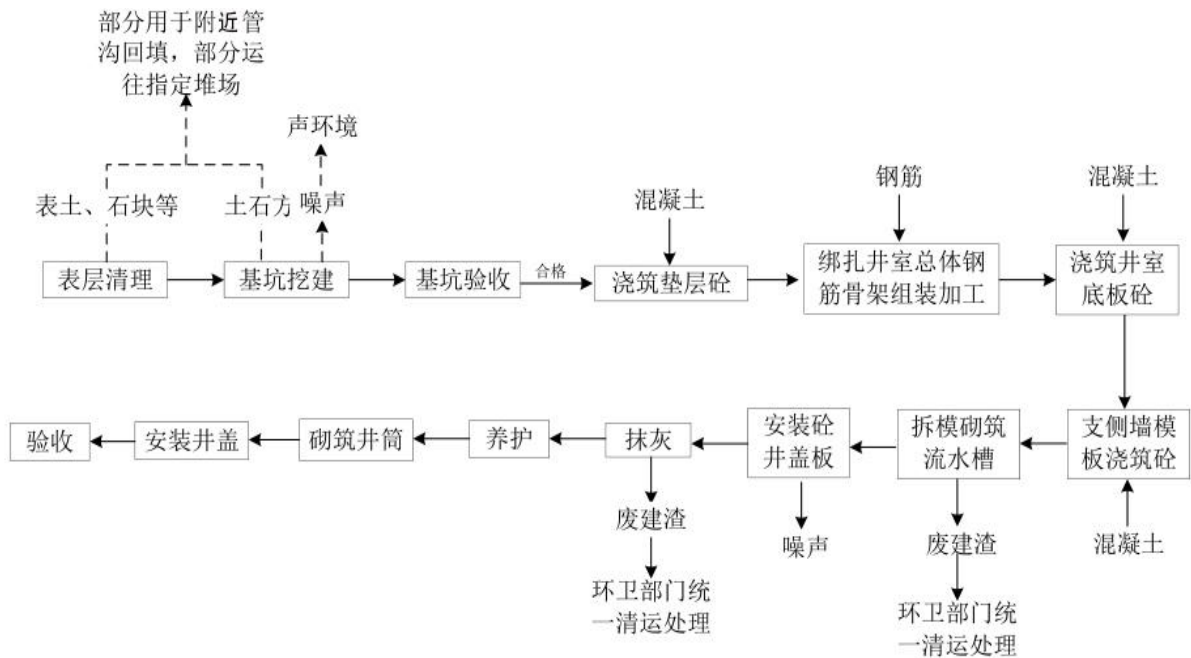 部分用于附近管
沟回填，部分运
往指定堆场
声环境
表土、石块等
土石方
噪声
混凝土
钢筋
混凝土
表层清理
基坑挖建
基坑验收
合格
浇筑垫层砼
绑扎井室总体钢
筋骨架组装加工
浇筑井室
底板砼
验收
安装井盖
砌筑井筒
养护
抹灰
安装砼
井盖板
拆模砌筑
流水槽
支侧墙模
板浇筑砼
废建渣
噪声
废建渣
混凝土
环卫部门统
一清运处理
环卫部门统
一清运处理